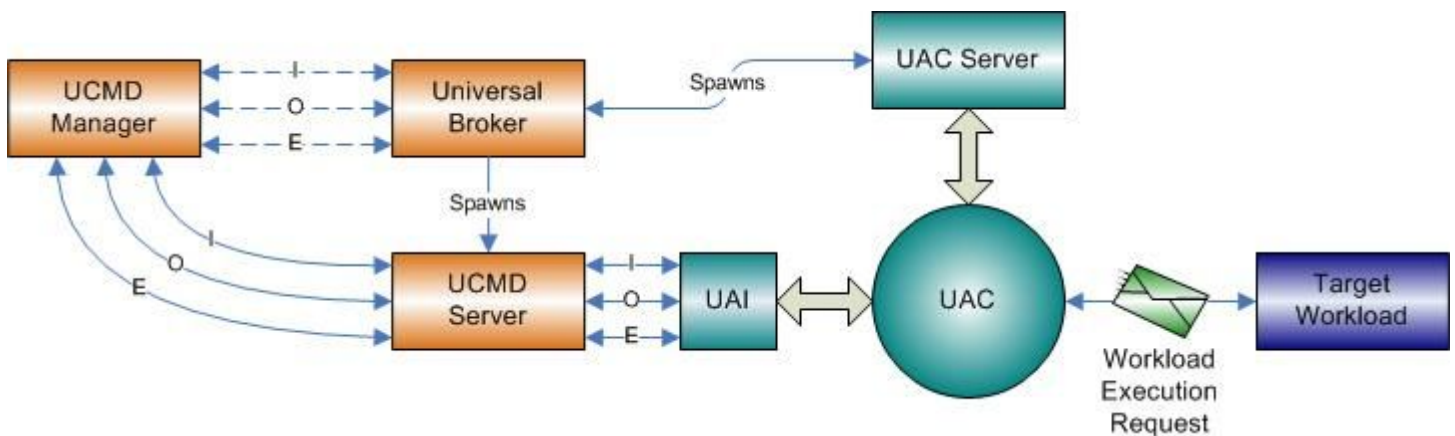 UAC Server
Spawns
UCMD
Manager
I
O
E
Universal
Broker
Spawns
I
O
E
UCMD
Server
I
O
E
UAI
UAC
Target
Workload
Workload
Execution
Request